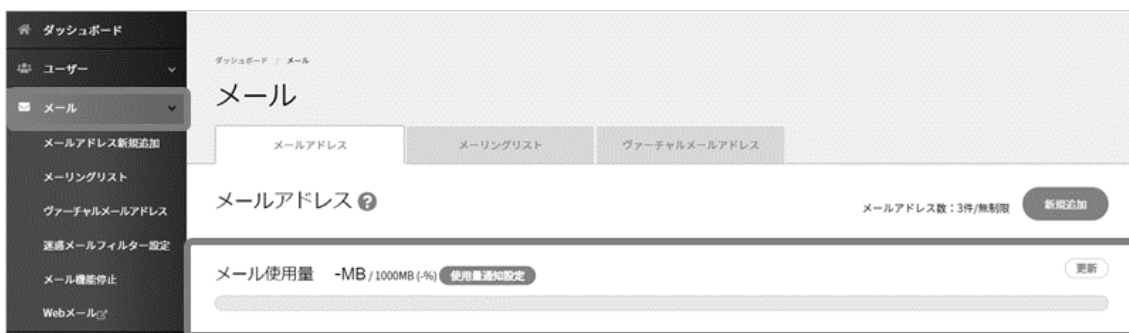 ダッシュボード
ユーザー
メール
メールアドレス新規追加
メーリングリスト
ヴァーチャルメールアドレス
迷惑メールフィルター設定
メール機能停止
Webメール
ダッシュボード / メール
メール
メールアドレス
メーリングリスト
ヴァーチャルメールアドレス
メールアドレス ?
メールアドレス数：3件/無制限
新規追加
メール使用量 -MB / 1000MB (-%) 使用量通知設定
更新